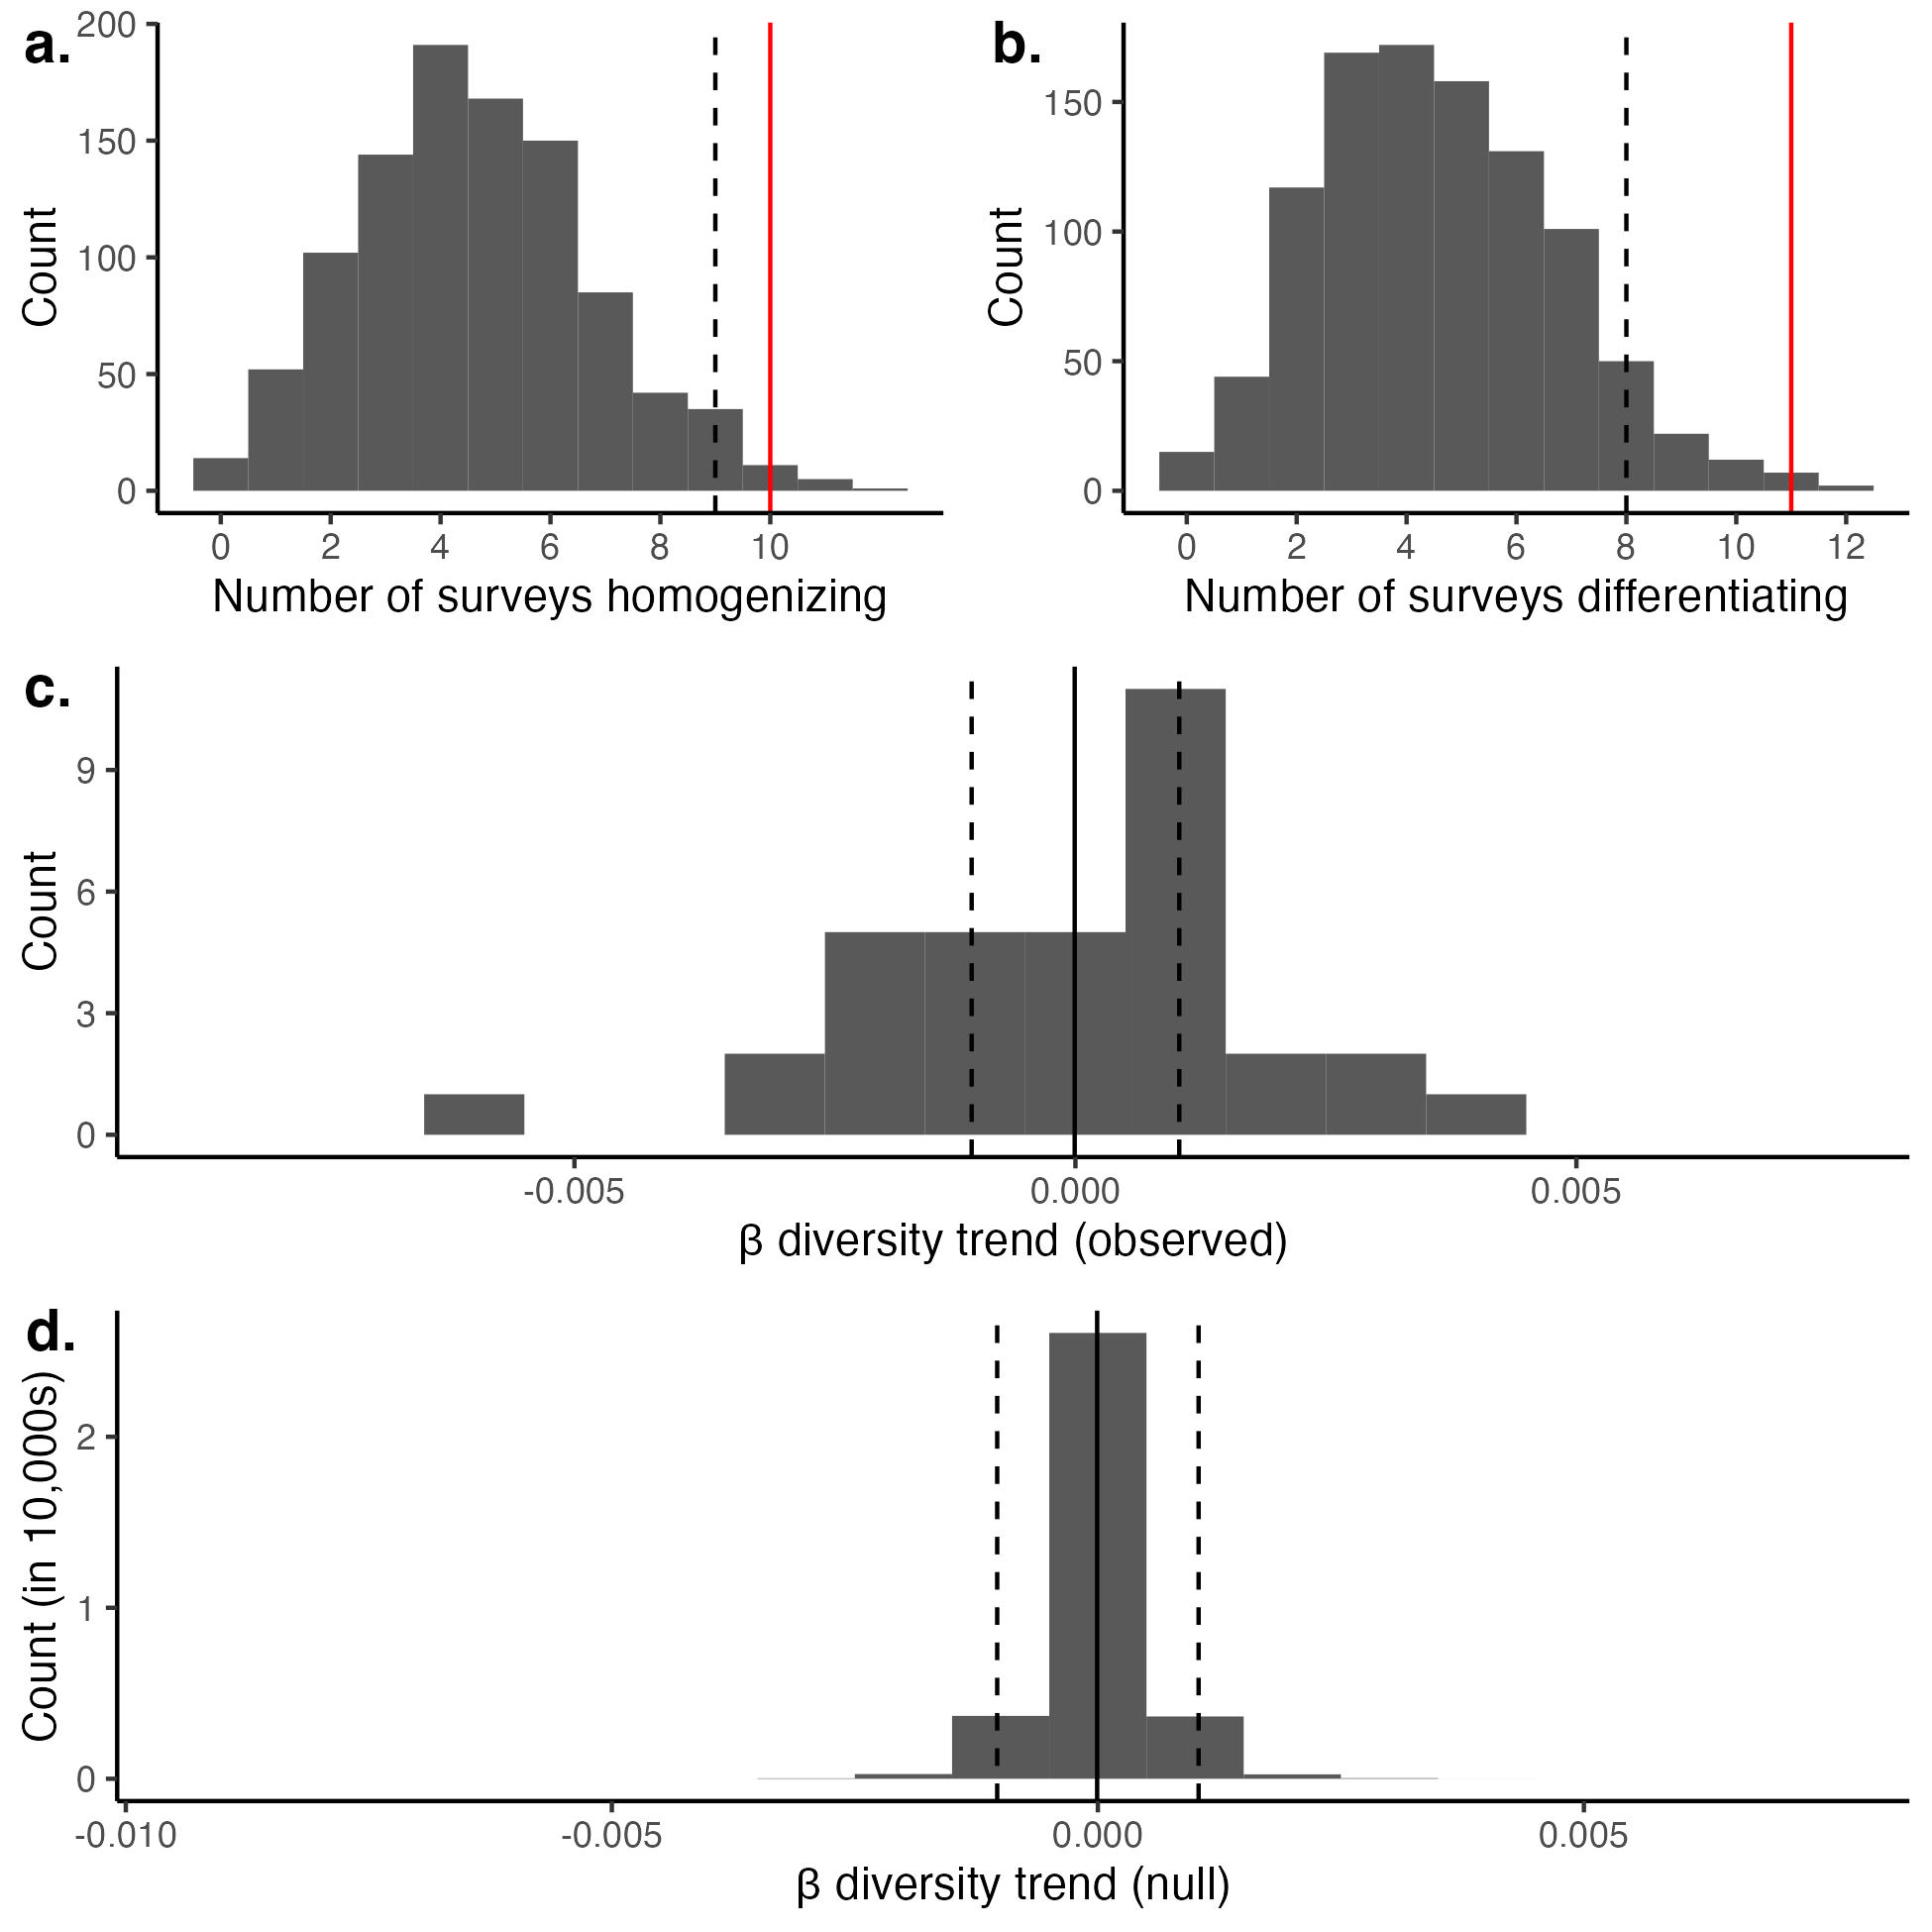 a.
200
150
100
50
0
Count
0 2 4 6 8 10
Number of surveys homogenizing
b.
150
100
50
0
Count
0 2 4 6 8 10 12
Number of surveys differentiating
c.
9
6
3
0
Count
-0.005 0.000 0.005
β diversity trend (observed)
d.
2
1
0
Count (in 10,000s)
-0.010 -0.005 0.000 0.005
β diversity trend (null)